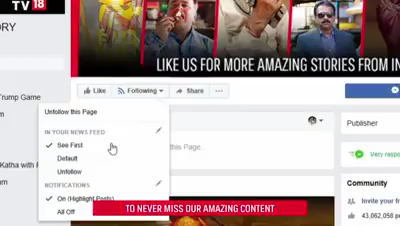 TV 18
ORY
LIKE US FOR MORE AMAZING STORIES FROM IN
Like
Following
Share
Trump Game
Unfollow this Page
Publisher
IN YOUR NEWS FEED
See First
this Page..
Very respo
Default
Katha with R
Unfollow
Community
NOTIFICATIONS
Invite your fr
On (Highlight Posts)
TO NEVER MISS OUR AMAZING CONTENT
All Off
43,062,058 pe